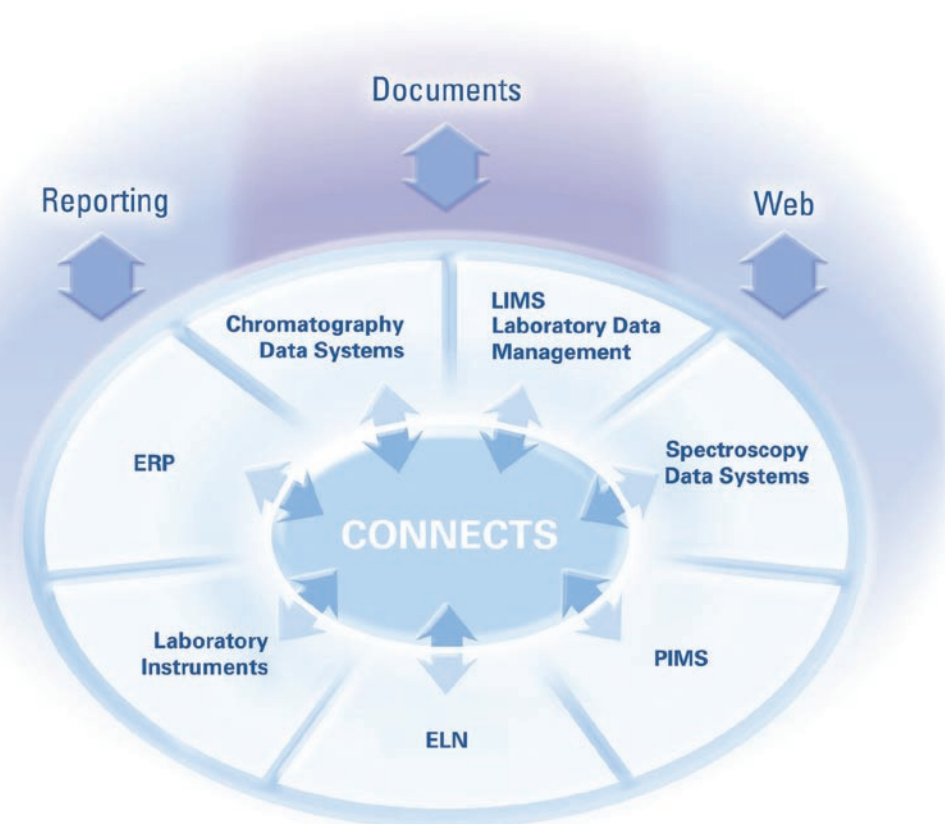 Documents
Reporting
Web
Chromatography
Data Systems
LIMS
Laboratory Data
Management
ERP
Spectroscopy
Data Systems
CONNECTS
Laboratory
Instruments
PIMS
ELN